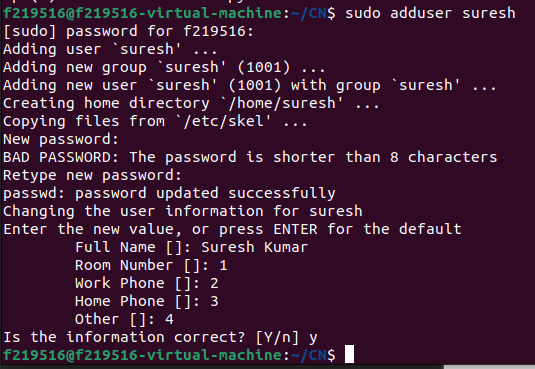 f219516@f219516-virtual-machine:~/CN$ sudo adduser suresh
[sudo] password for f219516:
Adding user `suresh' ...
Adding new group `suresh' (1001) ...
Adding new user `suresh' (1001) with group `suresh' ...
Creating home directory `/home/suresh' ...
Copying files from `/etc/skel' ...
New password:
BAD PASSWORD: The password is shorter than 8 characters
Retype new password:
passwd: password updated successfully
Changing the user information for suresh
Enter the new value, or press ENTER for the default
        Full Name []: Suresh Kumar
        Room Number []: 1
        Work Phone []: 2
        Home Phone []: 3
        Other []: 4
Is the information correct? [Y/n] y
f219516@f219516-virtual-machine:~/CN$